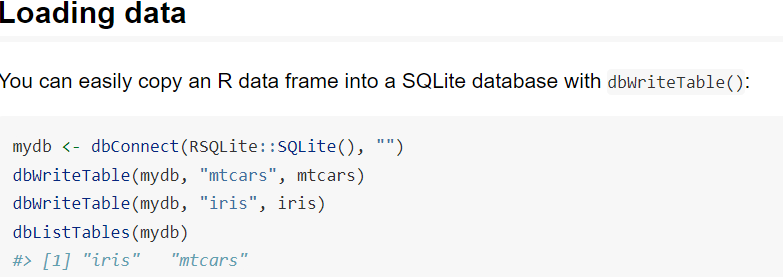 Loading data
You can easily copy an R data frame into a SQLite database with dbWriteTable():
mydb <- dbConnect(RSQLite::SQLite(), "")
dbWriteTable(mydb, "mtcars", mtcars)
dbWriteTable(mydb, "iris", iris)
dbListTables(mydb)
#> [1] "iris"   "mtcars"